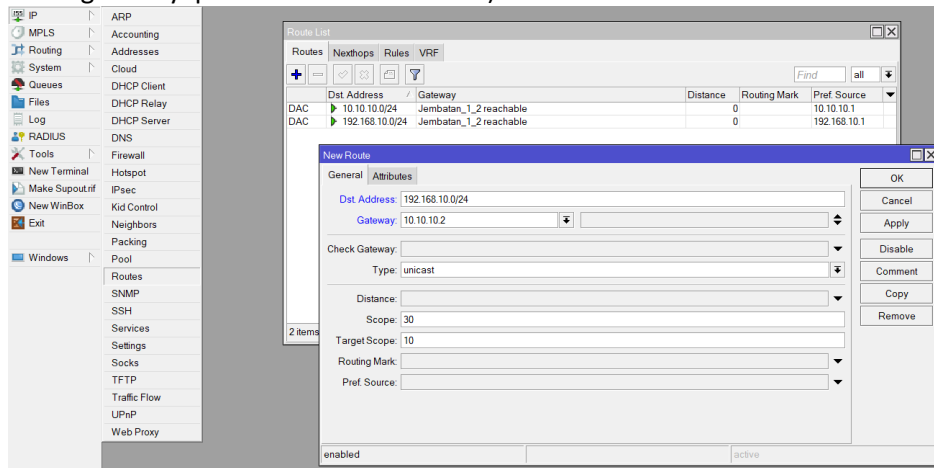 IP
MPLS
Routing
System
Queues
Files
Log
RADIUS
Tools
New Terminal
Make Supout.rif
New WinBox
Exit
Windows
ARP
Accounting
Addresses
Cloud
DHCP Client
DHCP Relay
DHCP Server
DNS
Firewall
Hotspot
IPsec
Kid Control
Neighbors
Packing
Pool
Routes
SNMP
SSH
Services
Settings
Socks
TFTP
Traffic Flow
UPnP
Web Proxy
Route List
Routes Nexthops Rules VRF
Find all
Dst. Address Gateway Distance Routing Mark Pref. Source
DAC 10.10.10.0/24 Jembatan_1_2 reachable 0 10.10.10.1
DAC 192.168.10.0/24 Jembatan_1_2 reachable 0 192.168.10.1
2 items
New Route
General Attributes
Dst. Address: 192.168.10.0/24
Gateway: 10.10.10.2
Check Gateway:
Type: unicast
Distance:
Scope: 30
Target Scope: 10
Routing Mark:
Pref. Source:
OK
Cancel
Apply
Disable
Comment
Copy
Remove
enabled active